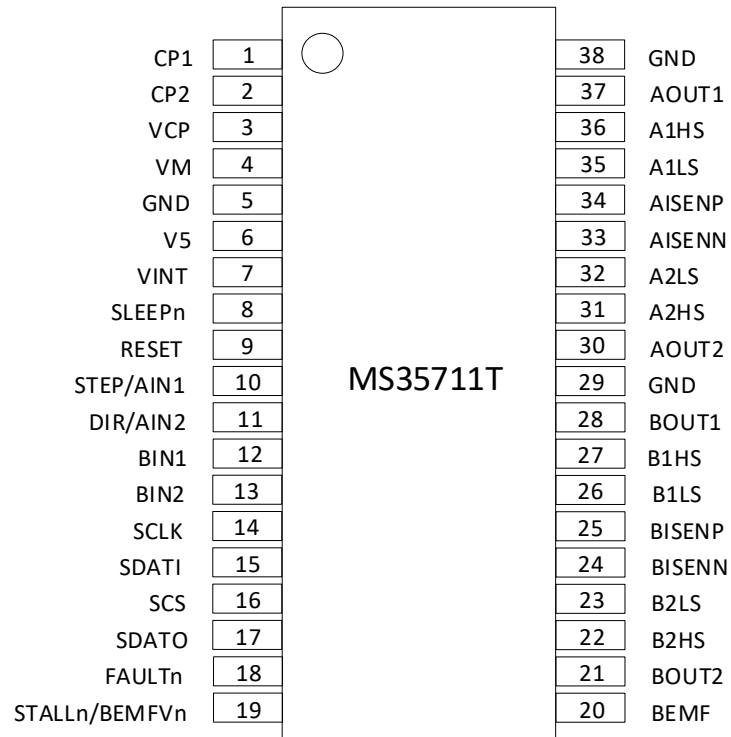 CP1 1 38 GND
CP2 2 37 AOUT1
VCP 3 36 A1HS
VM 4 35 A1LS
GND 5 34 AISENP
V5 6 33 AISENN
VINT 7 32 A2LS
SLEEPn 8 31 A2HS
RESET 9 30 AOUT2
STEP/AIN1 10 MS35711T 29 GND
DIR/AIN2 11 28 BOUT1
BIN1 12 27 B1HS
BIN2 13 26 B1LS
SCLK 14 25 BISENP
SDATI 15 24 BISENN
SCS 16 23 B2LS
SDATO 17 22 B2HS
FAULTn 18 21 BOUT2
STALLn/BEMFVn 19 20 BEMF